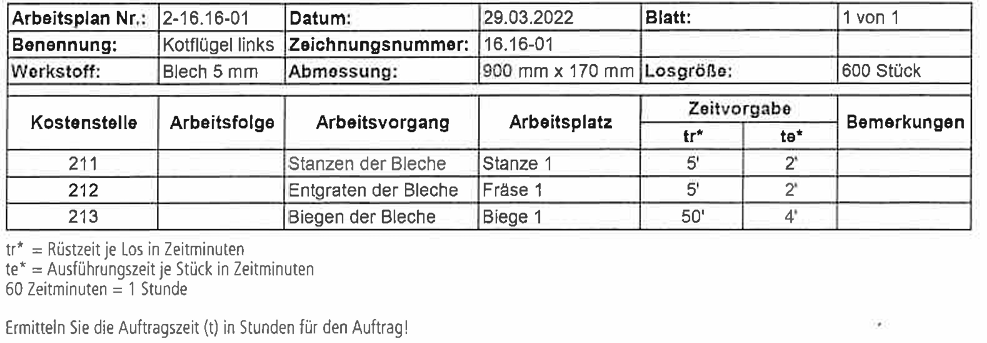 Arbeitsplan Nr.: 2-16.16-01 Datum: 29.03.2022 Blatt: 1 von 1
Benennung: Kotflügel links Zeichnungsnummer: 16.16-01
Werkstoff: Blech 5 mm Abmessung: 900 mm x 170 mm Losgröße: 600 Stück
Kostenstelle Arbeitsfolge Arbeitsvorgang Arbeitsplatz Zeitvorgabe Bemerkungen
tr* te*
211 Stanzen der Bleche Stanze 1 5' 2'
212 Entgraten der Bleche Fräse 1 5' 2'
213 Biegen der Bleche Biege 1 50' 4'
tr* = Rüstzeit je Los in Zeitminuten
te* = Ausführungszeit je Stück in Zeitminuten
60 Zeitminuten = 1 Stunde
Ermitteln Sie die Auftragszeit (t) in Stunden für den Auftrag!